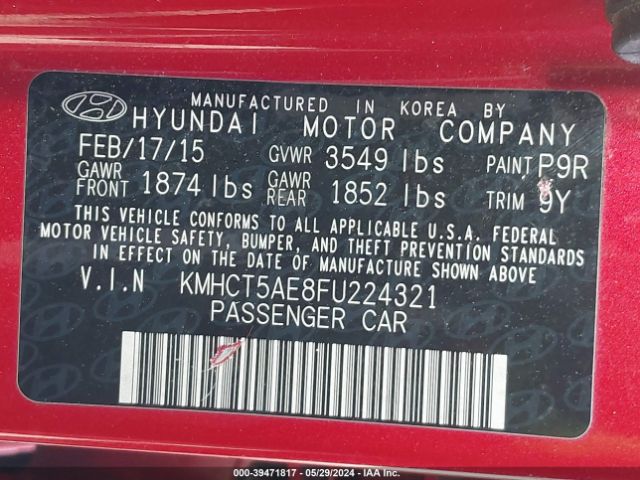 MANUFACTURED IN KOREA BY
HYUNDAI MOTOR COMPANY
FEB/17/15 GVWR 3549 lbs PAINT P9R
GAWR FRONT 1874 lbs GAWR REAR 1852 lbs TRIM 9Y
THIS VEHICLE CONFORMS TO ALL APPLICABLE U.S.A. FEDERAL
MOTOR VEHICLE SAFETY, BUMPER, AND THEFT PREVENTION STANDARDS
IN EFFECT ON THE DATE OF MANUFACTURE SHOWN ABOVE
V.I.N KMHCT5AE8FU224321
PASSENGER CAR
000-39471817 - 05/29/2024 - IAA Inc.